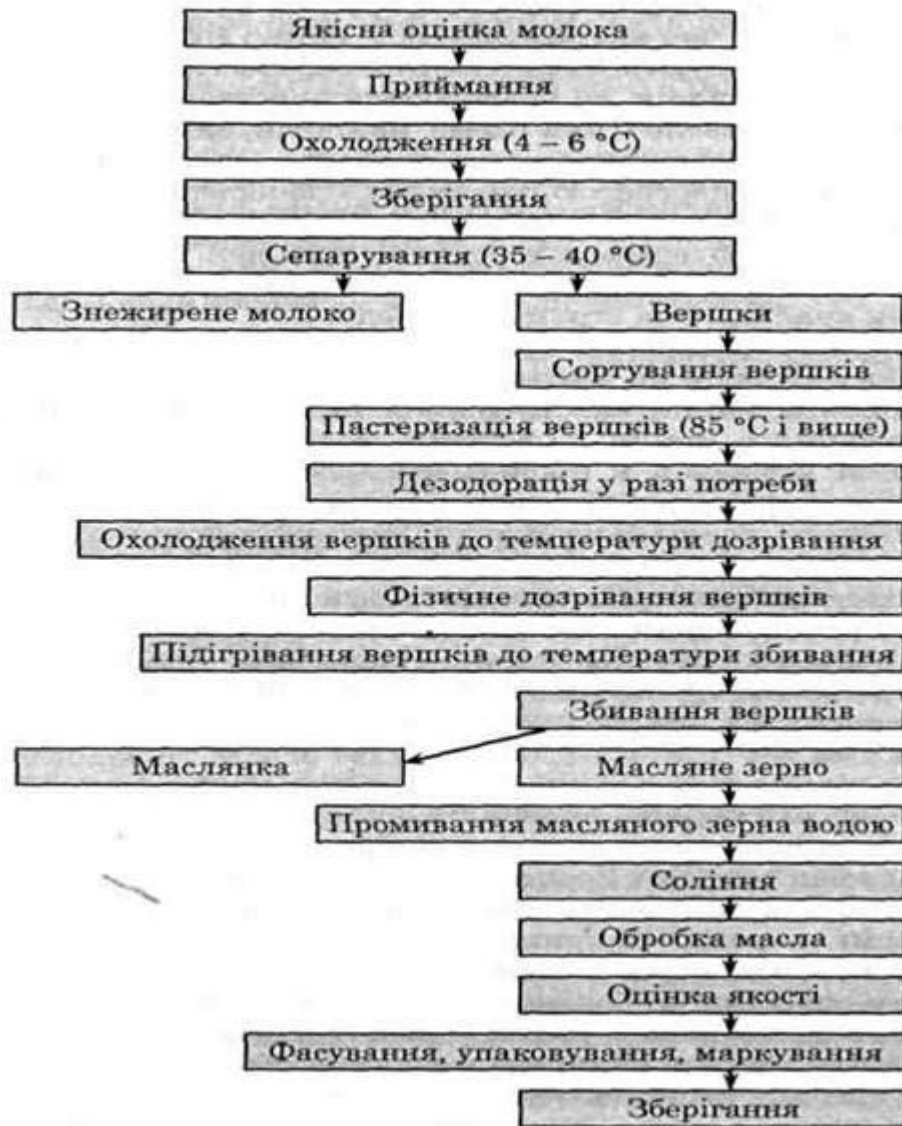 Якісна оцінка молока
Приймання
Охолодження (4 – 6 °С)
Зберігання
Сепарування (35 – 40 °С)
Знежирене молоко
Вершки
Сортування вершків
Пастеризація вершків (85 °С і вище)
Дезодорація у разі потреби
Охолодження вершків до температури дозрівання
Фізичне дозрівання вершків
Підігрівання вершків до температури збивання
Збивання вершків
Маслянка
Масляне зерно
Промивання масляного зерна водою
Соління
Обробка масла
Оцінка якості
Фасування, упаковування, маркування
Зберігання